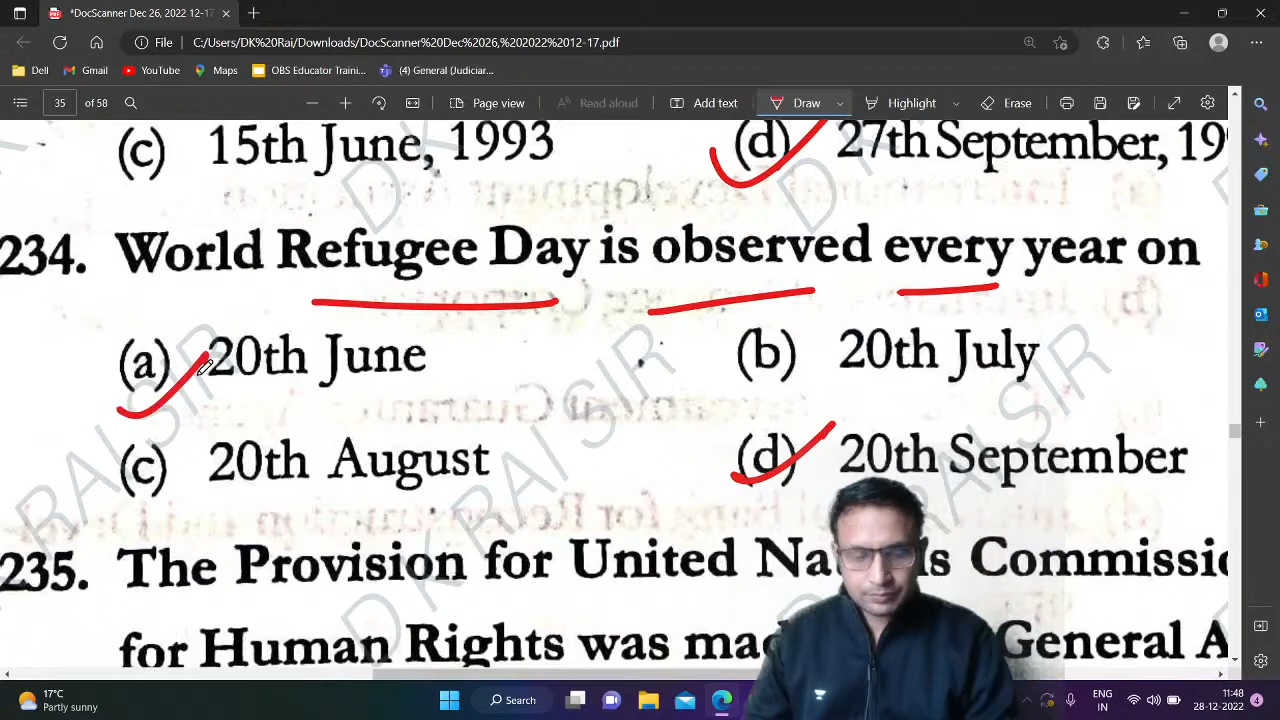 *DocScanner Dec 26, 2022 12-17
File C:/Users/DK%20Rai/Downloads/DocScanner%20Dec%2026,%202022%2012-17.pdf
Dell Gmail YouTube Maps OBS Educator Traini... (4) General (Judiciar...
35 of 58 Page view Read aloud Add text Draw Highlight Erase
(c) 15th June, 1993 (d) 27th September, 19
234. World Refugee Day is observed every year on
(a) 20th June (b) 20th July
(c) 20th August (d) 20th September
235. The Provision for United Na s Commissi
for Human Rights was mad General A
D K RAI SIR
17°C
Partly sunny
Search
ENG
IN
11:48
28-12-2022
4